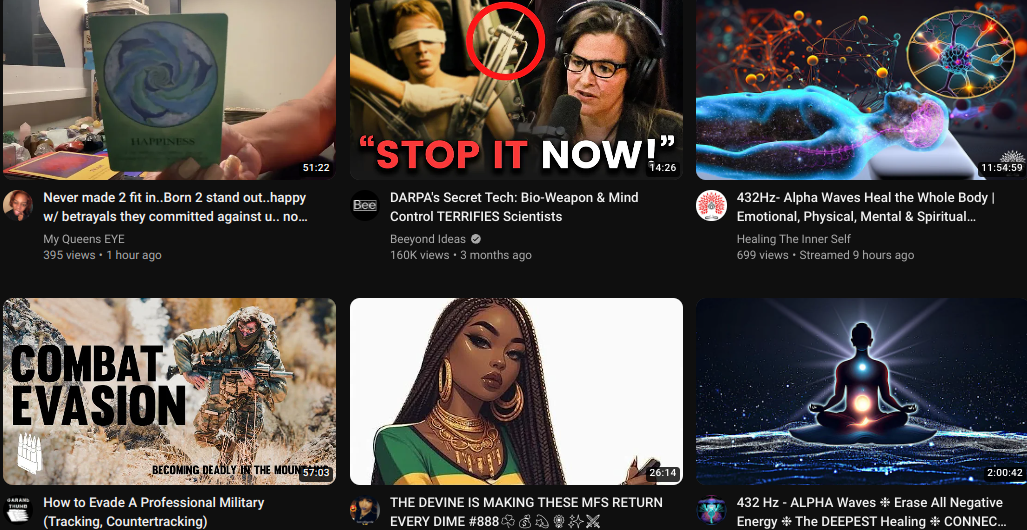 HAPPINESS
51:22
"STOP IT NOW!"
14:26
11:54:59
Never made 2 fit in..Born 2 stand out..happy
w/ betrayals they committed against u.. no...
My Queens EYE
395 views • 1 hour ago
Bee
DARPA's Secret Tech: Bio-Weapon & Mind
Control TERRIFIES Scientists
Beeyond Ideas
160K views • 3 months ago
432Hz- Alpha Waves Heal the Whole Body |
Emotional, Physical, Mental & Spiritual...
Healing The Inner Self
699 views • Streamed 9 hours ago
COMBAT
EVASION
BECOMING DEADLY IN THE MOUN
57:03
26:14
2:00:42
GARAND
THUMB
How to Evade A Professional Military
(Tracking, Countertracking)
THE DEVINE IS MAKING THESE MFS RETURN
EVERY DIME #888
432 Hz - ALPHA Waves ❉ Erase All Negative
Energy ❉ The DEEPEST Healing ❉ CONNEC...